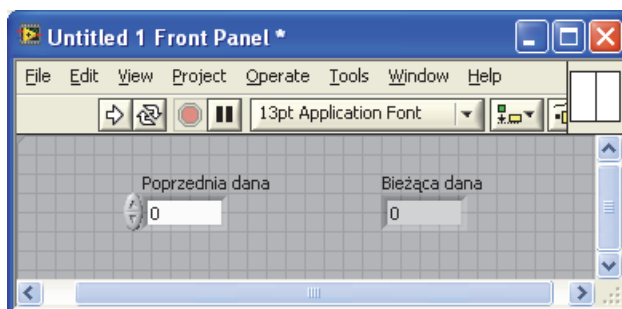 Untitled 1 Front Panel *
File Edit View Project Operate Tools Window Help
13pt Application Font
Poprzednia dana Bieżąca dana
0 0